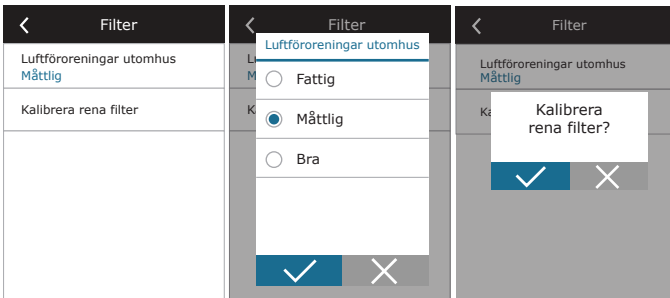 Filter
Luftföroreningar utomhus
Måttlig
Kalibrera rena filter
Filter
L
Luftföroreningar utomhus
M
Fattig
K
Måttlig
Bra
Filter
Luftföroreningar utomhus
Måttlig
Ka
Kalibrera
rena filter?